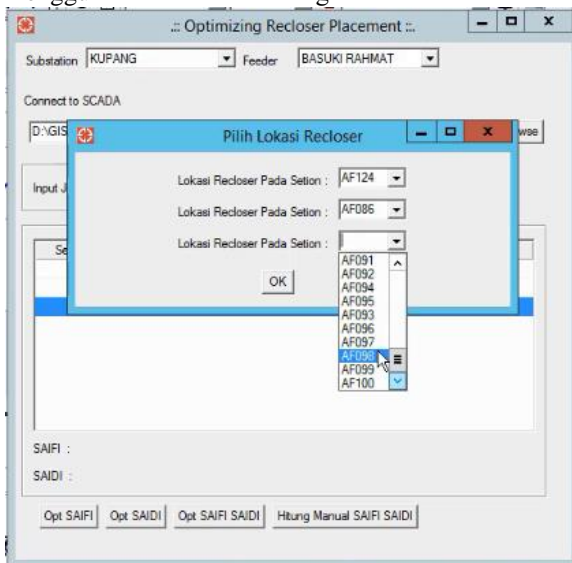 .:: Optimizing Recloser Placement ::.
Substation KUPANG Feeder BASUKI RAHMAT
Connect to SCADA
D:\GIS wse
Pilih Lokasi Recloser
Input J
Lokasi Recloser Pada Setion : AF124
Lokasi Recloser Pada Setion : AF086
Lokasi Recloser Pada Setion :
Se
OK
AF091
AF092
AF094
AF095
AF093
AF096
AF097
AF098
AF099
AF100
SAIFI :
SAIDI :
Opt SAIFI Opt SAIDI Opt SAIFI SAIDI Hitung Manual SAIFI SAIDI